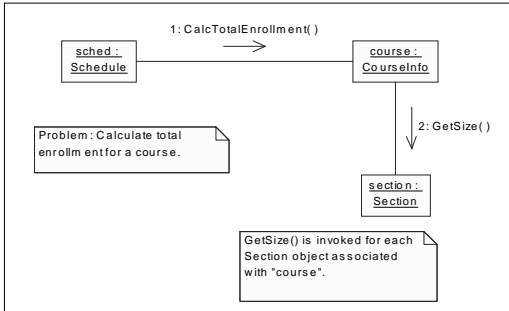 1: CalcTotalEnrollment( )
sched :
Schedule
course :
CourseInfo
2: GetSize( )
Problem: Calculate total
enrollment for a course.
section :
Section
GetSize() is invoked for each
Section object associated
with "course".